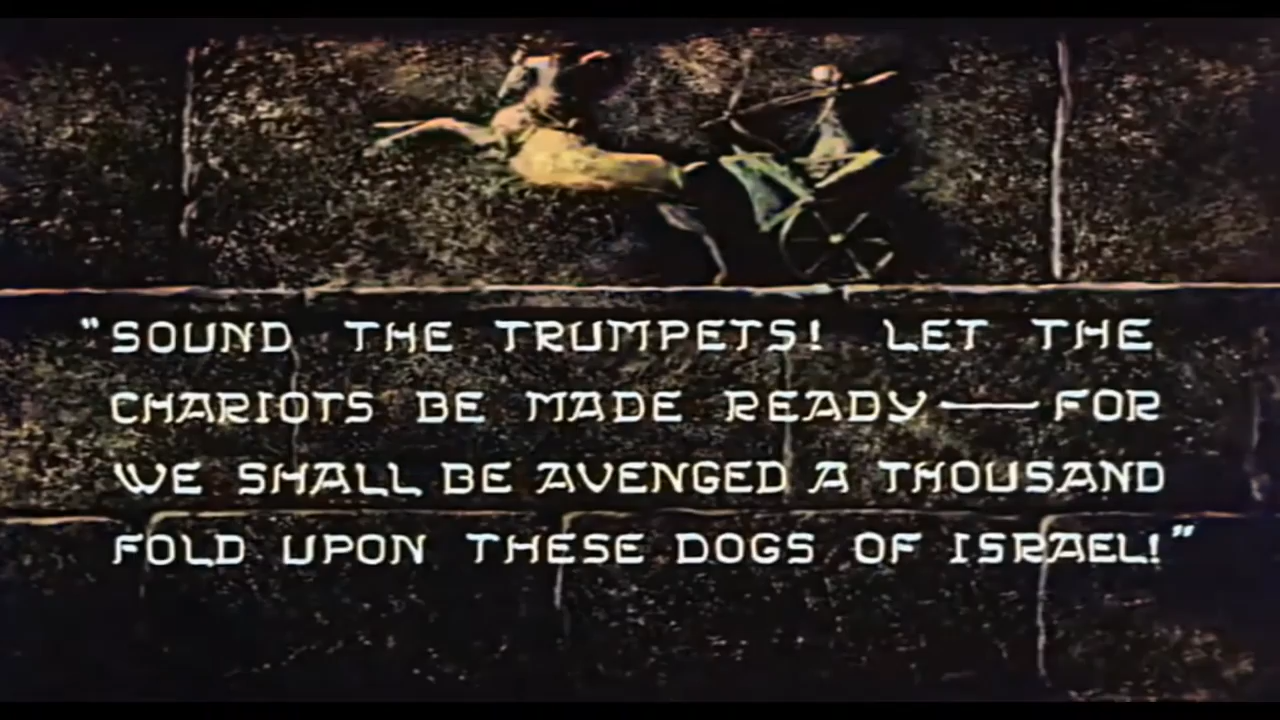 "SOUND THE TRUMPETS! LET THE
CHARIOTS BE MADE READY — FOR
WE SHALL BE AVENGED A THOUSAND
FOLD UPON THESE DOGS OF ISRAEL!"